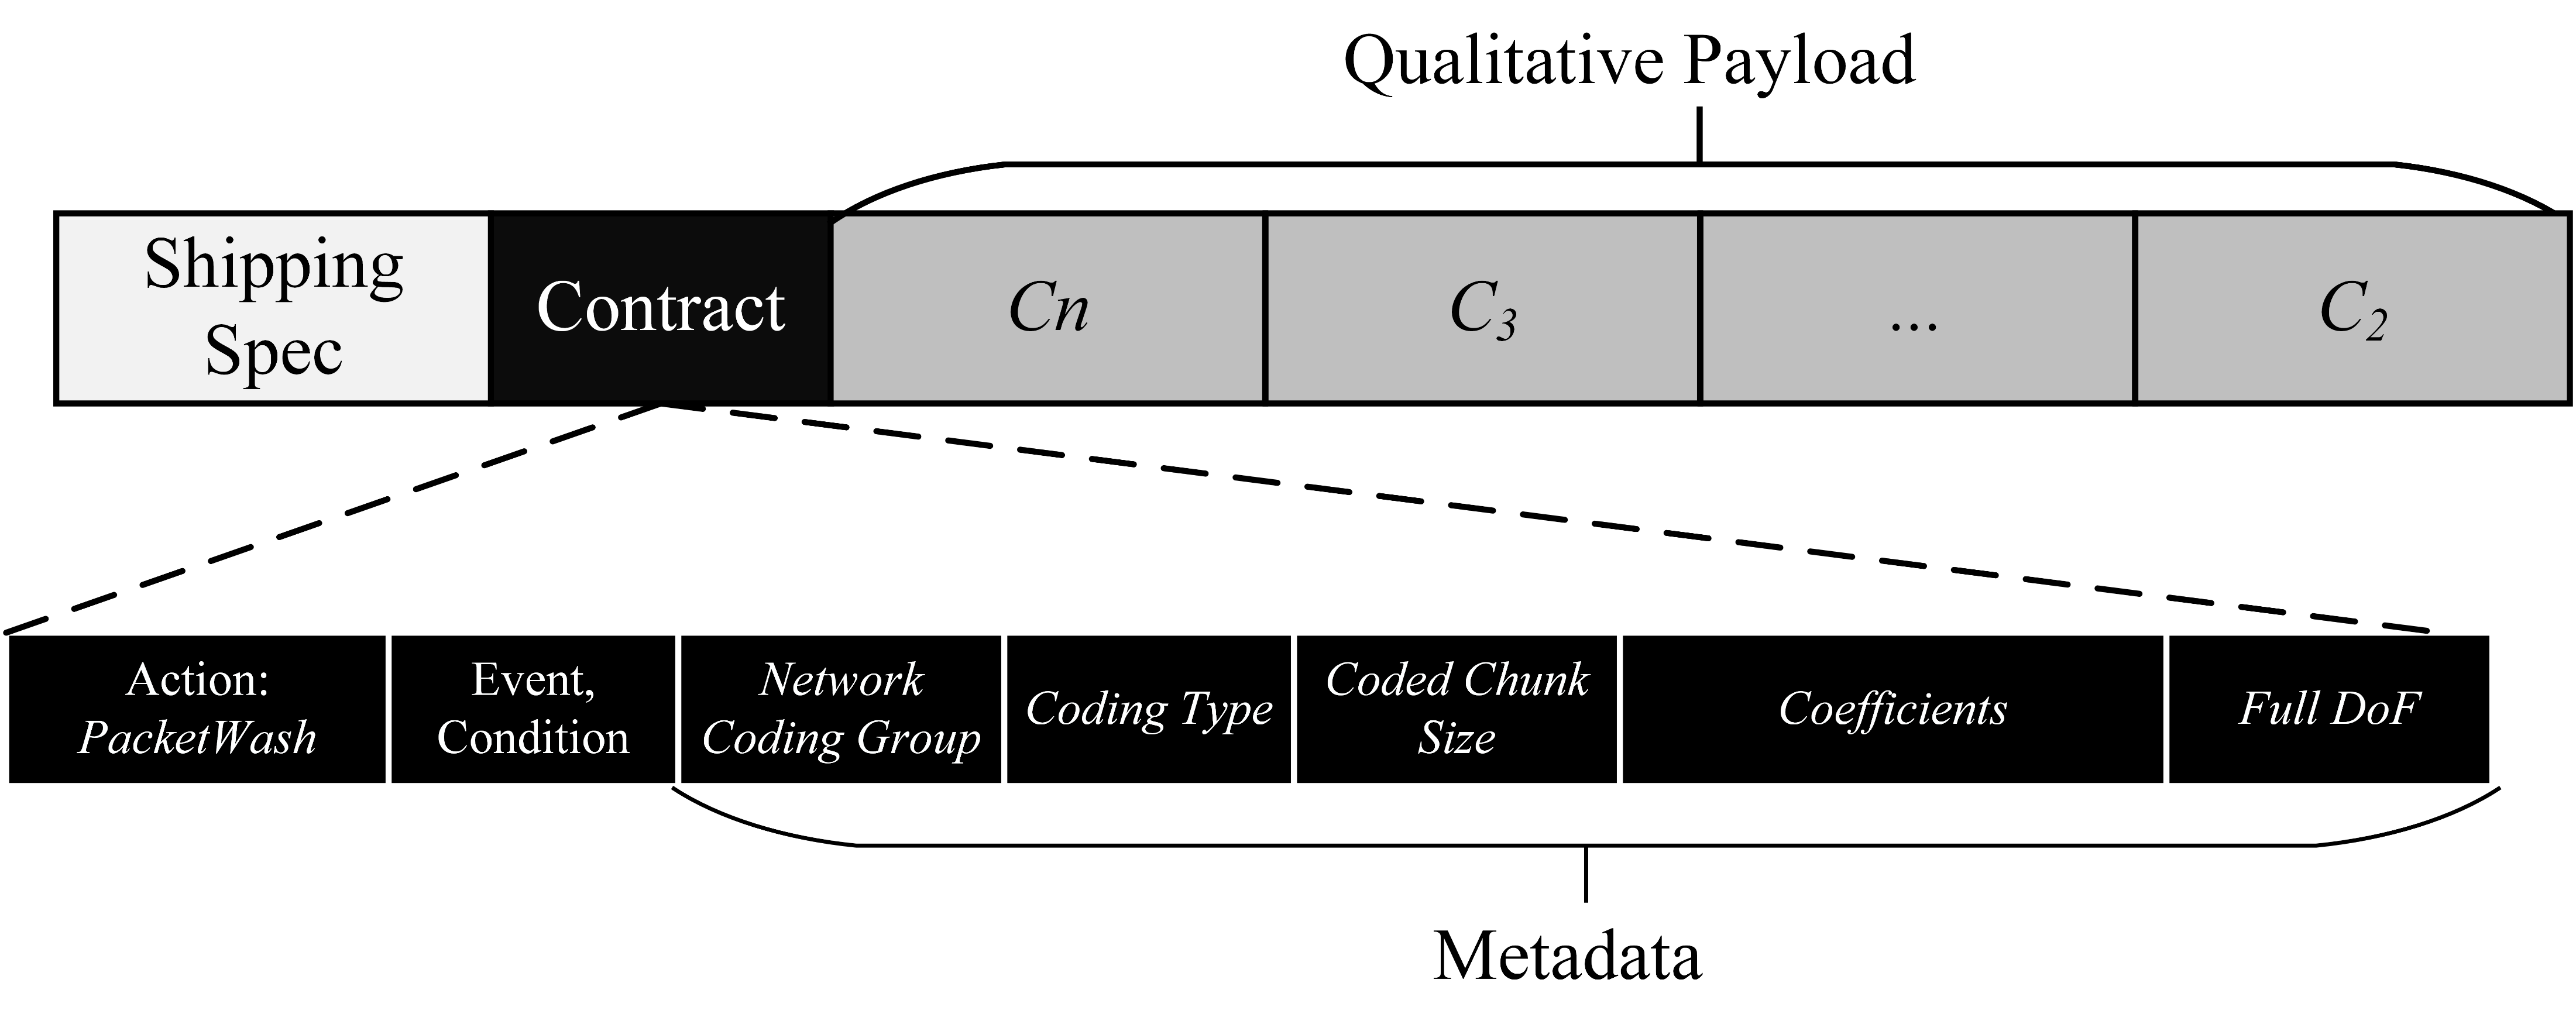 Qualitative Payload
Shipping
Spec
Contract
Cn
C3
...
C2
Action:
PacketWash
Event,
Condition
Network
Coding Group
Coding Type
Coded Chunk
Size
Coefficients
Full DoF
Metadata